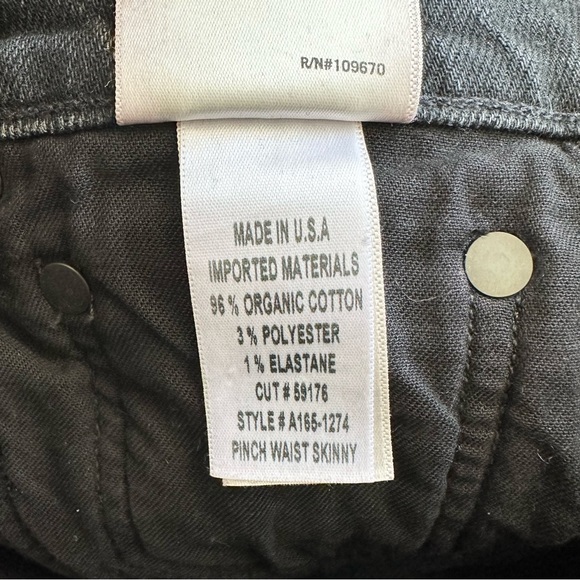 R/N#109670
MADE IN U.S.A
IMPORTED MATERIALS
96 % ORGANIC COTTON
3 % POLYESTER
1 % ELASTANE
CUT # 59176
STYLE # A165-1274
PINCH WAIST SKINNY